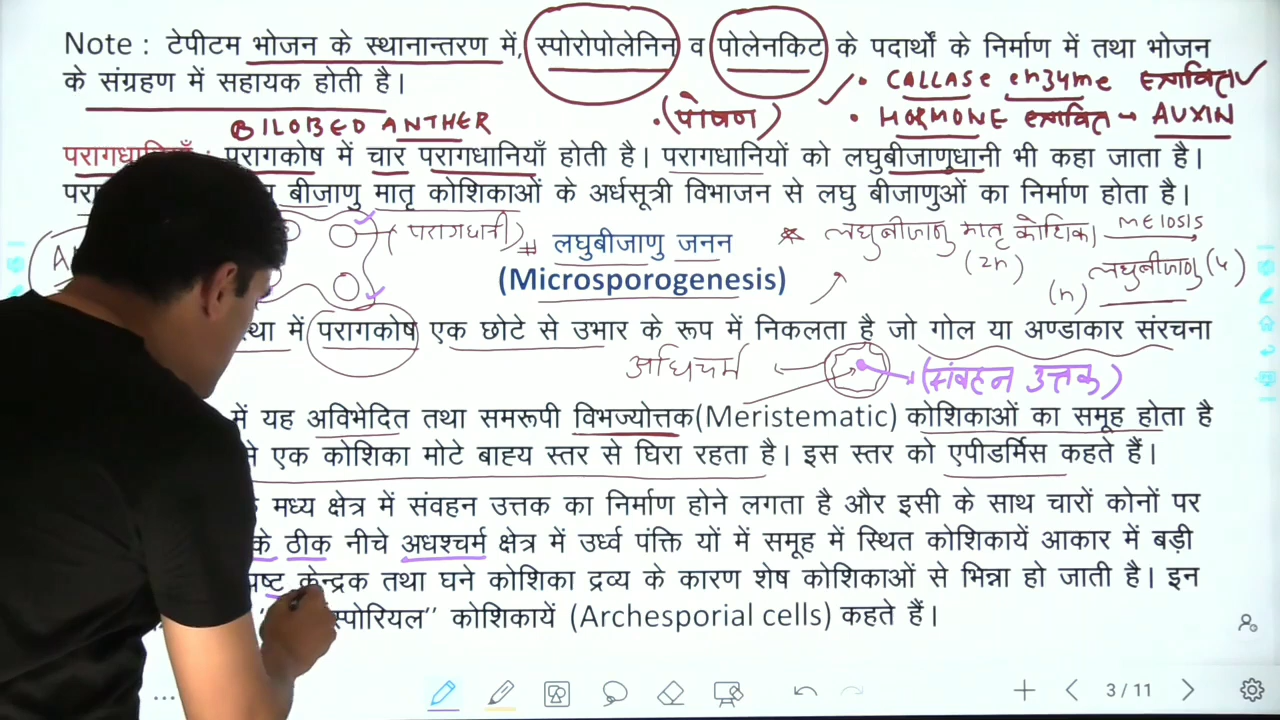 Note : टेपीटम भोजन के स्थानान्तरण में, स्पोरोपोलेनिन व पोलेनकिट के पदार्थों के निर्माण में तथा भोजन
के संग्रहण में सहायक होती है।
• CALLASE enzyme स्त्रावित
BILOBED ANTHER • (पोषण) • HORMONE स्त्रावित → AUXIN
परागधानियाँ : परागकोष में चार परागधानियाँ होती है। परागधानियों को लघुबीजाणुधानी भी कहा जाता है।
बीजाणु मातृ कोशिकाओं के अर्धसूत्री विभाजन से लघु बीजाणुओं का निर्माण होता है।
(परागधानी) # लघुबीजाणु जनन * लघुबीजाणु मातृ कोशिका MEIOSIS
(2n) लघुबीजाणु (4)
(Microsporogenesis) (n)
में परागकोष एक छोटे से उभार के रूप में निकलता है जो गोल या अण्डाकार संरचना
अधिचर्म (संवहन उत्तक)
में यह अविभेदित तथा समरूपी विभज्योत्तक(Meristematic) कोशिकाओं का समूह होता है
एक कोशिका मोटे बाह्य स्तर से घिरा रहता है। इस स्तर को एपीडर्मिस कहते हैं।
मध्य क्षेत्र में संवहन उत्तक का निर्माण होने लगता है और इसी के साथ चारों कोनों पर
के ठीक नीचे अधश्चर्म क्षेत्र में उर्ध्व पंक्ति यों में समूह में स्थित कोशिकायें आकार में बड़ी
केन्द्रक तथा घने कोशिका द्रव्य के कारण शेष कोशिकाओं से भिन्ना हो जाती है। इन
कोशिकायें (Archesporial cells) कहते हैं।
3 / 11